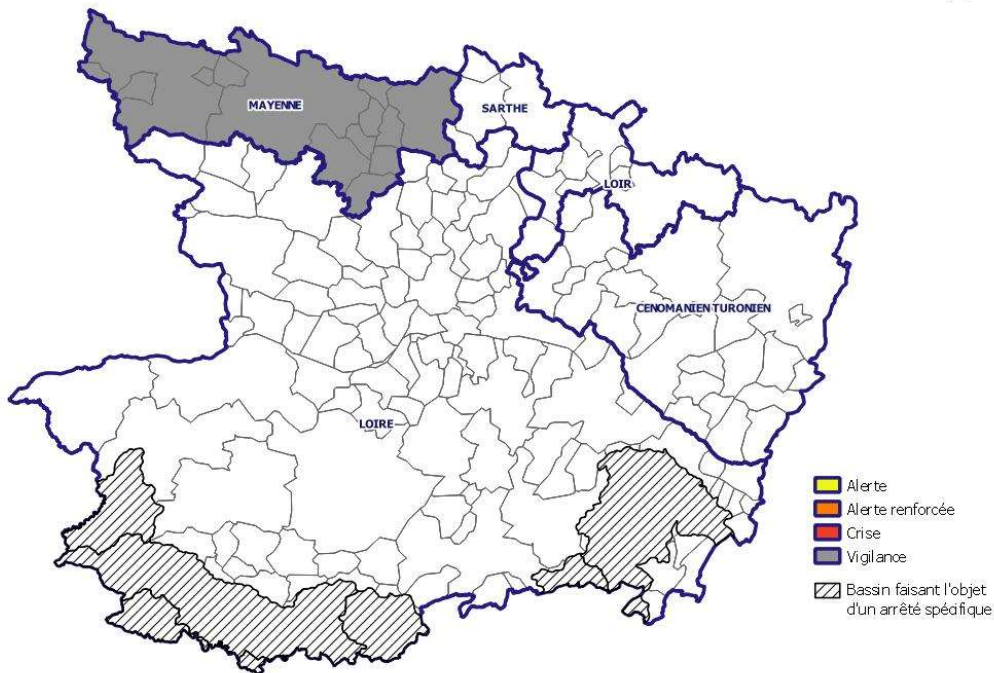 MAYENNE
SARTHE
LOIR
CENOMANIEN TURONIEN
LOIRE
Alerte
Alerte renforcée
Crise
Vigilance
Bassin faisant l'objet
d'un arrêté spécifique